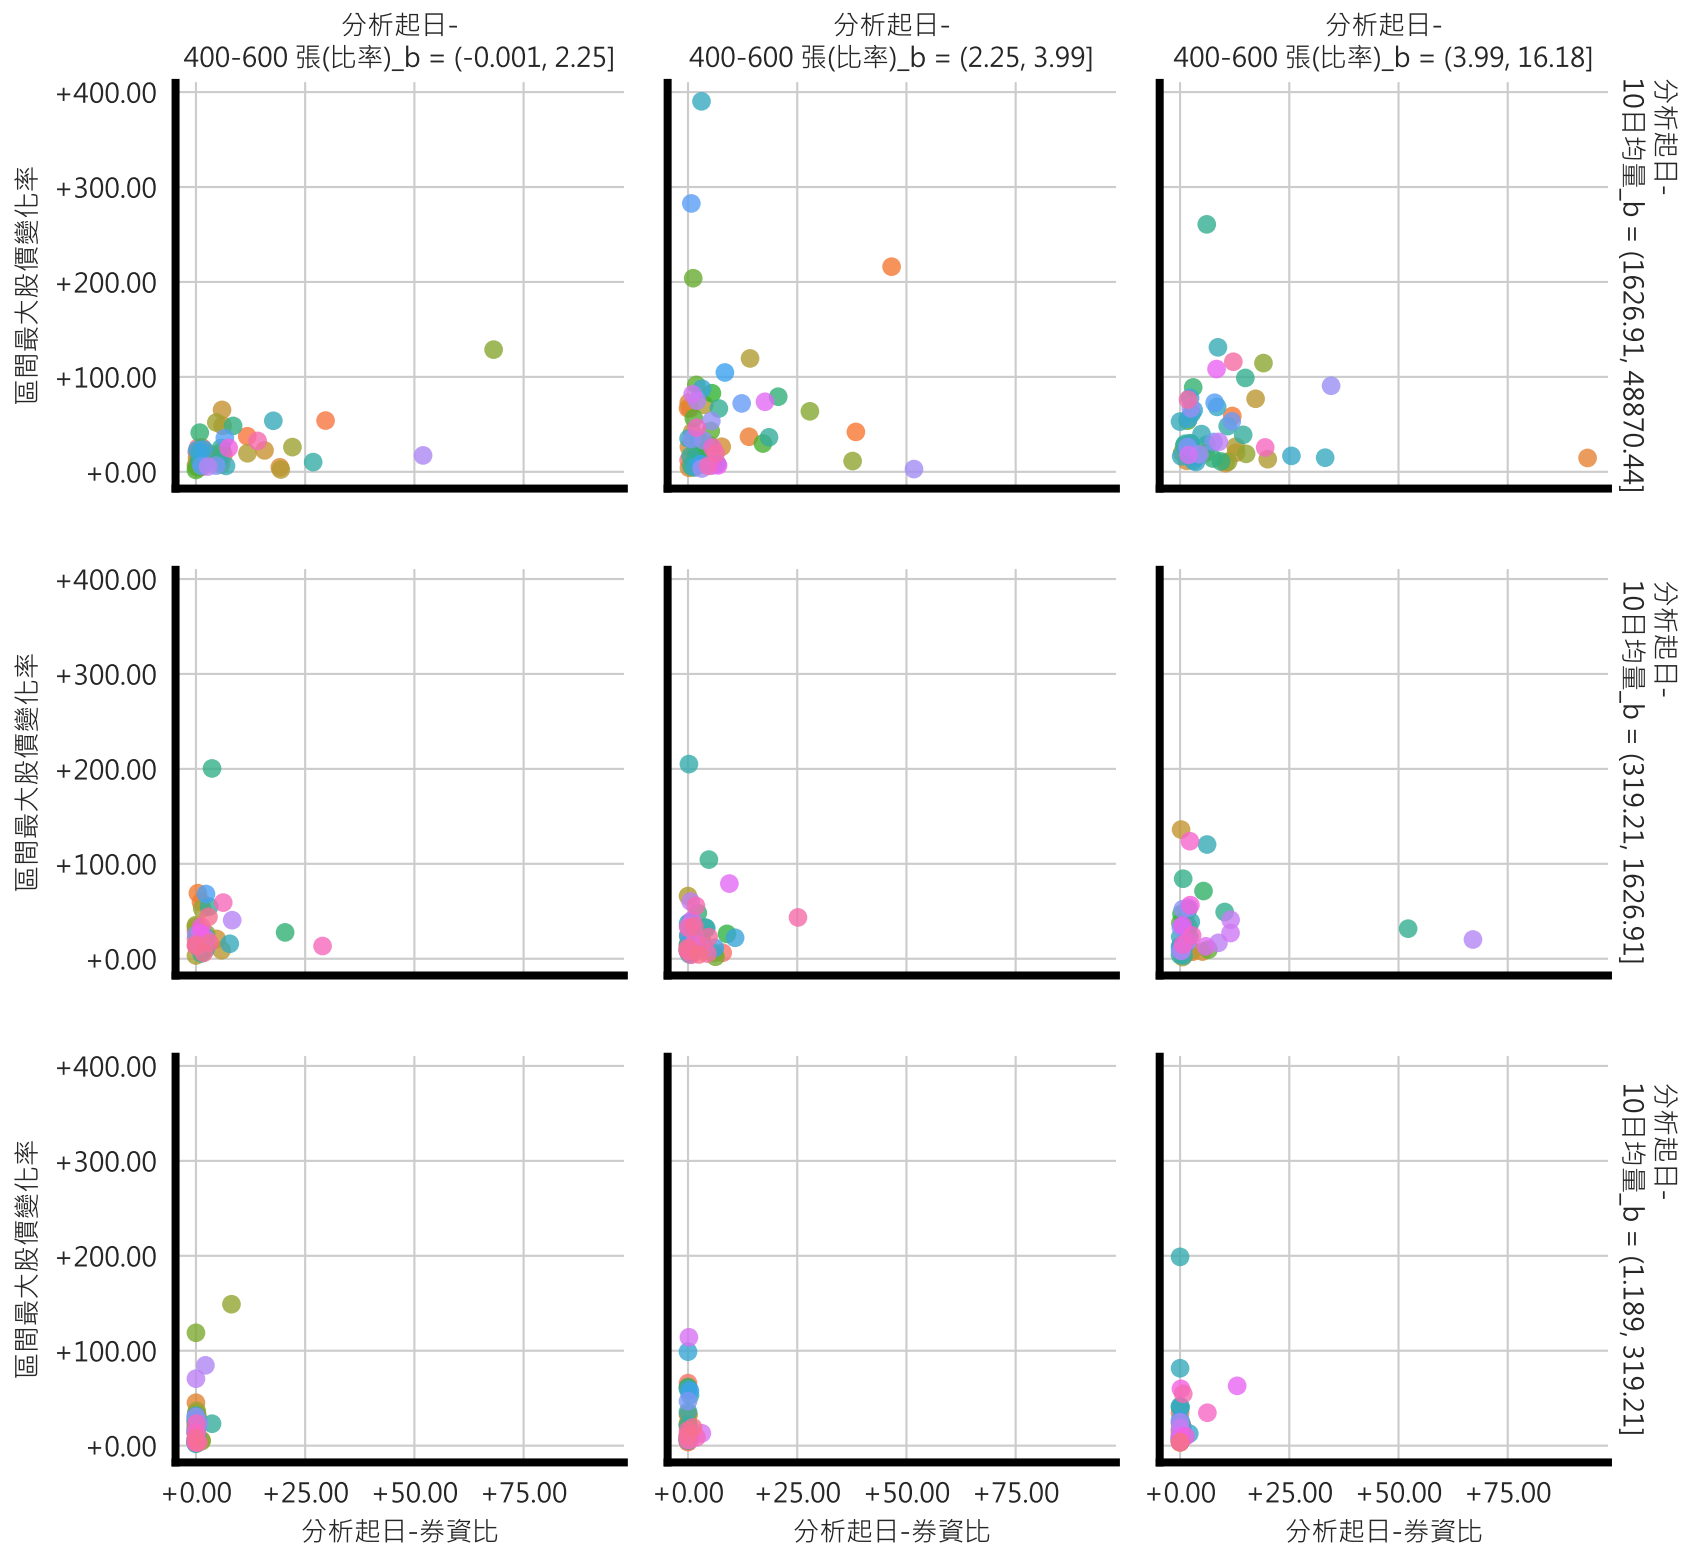 分析起日-
400-600 張(比率)_b = (-0.001, 2.25]
分析起日-
400-600 張(比率)_b = (2.25, 3.99]
分析起日-
400-600 張(比率)_b = (3.99, 16.18]
區間最大股價變化率
+400.00
+300.00
+200.00
+100.00
+0.00
分析起日-
10日均量_b = (1626.91, 48870.44]
區間最大股價變化率
+400.00
+300.00
+200.00
+100.00
+0.00
分析起日-
10日均量_b = (319.21, 1626.91]
區間最大股價變化率
+400.00
+300.00
+200.00
+100.00
+0.00
分析起日-
10日均量_b = (1.189, 319.21]
+0.00 +25.00 +50.00 +75.00
+0.00 +25.00 +50.00 +75.00
+0.00 +25.00 +50.00 +75.00
分析起日-券資比
分析起日-券資比
分析起日-券資比